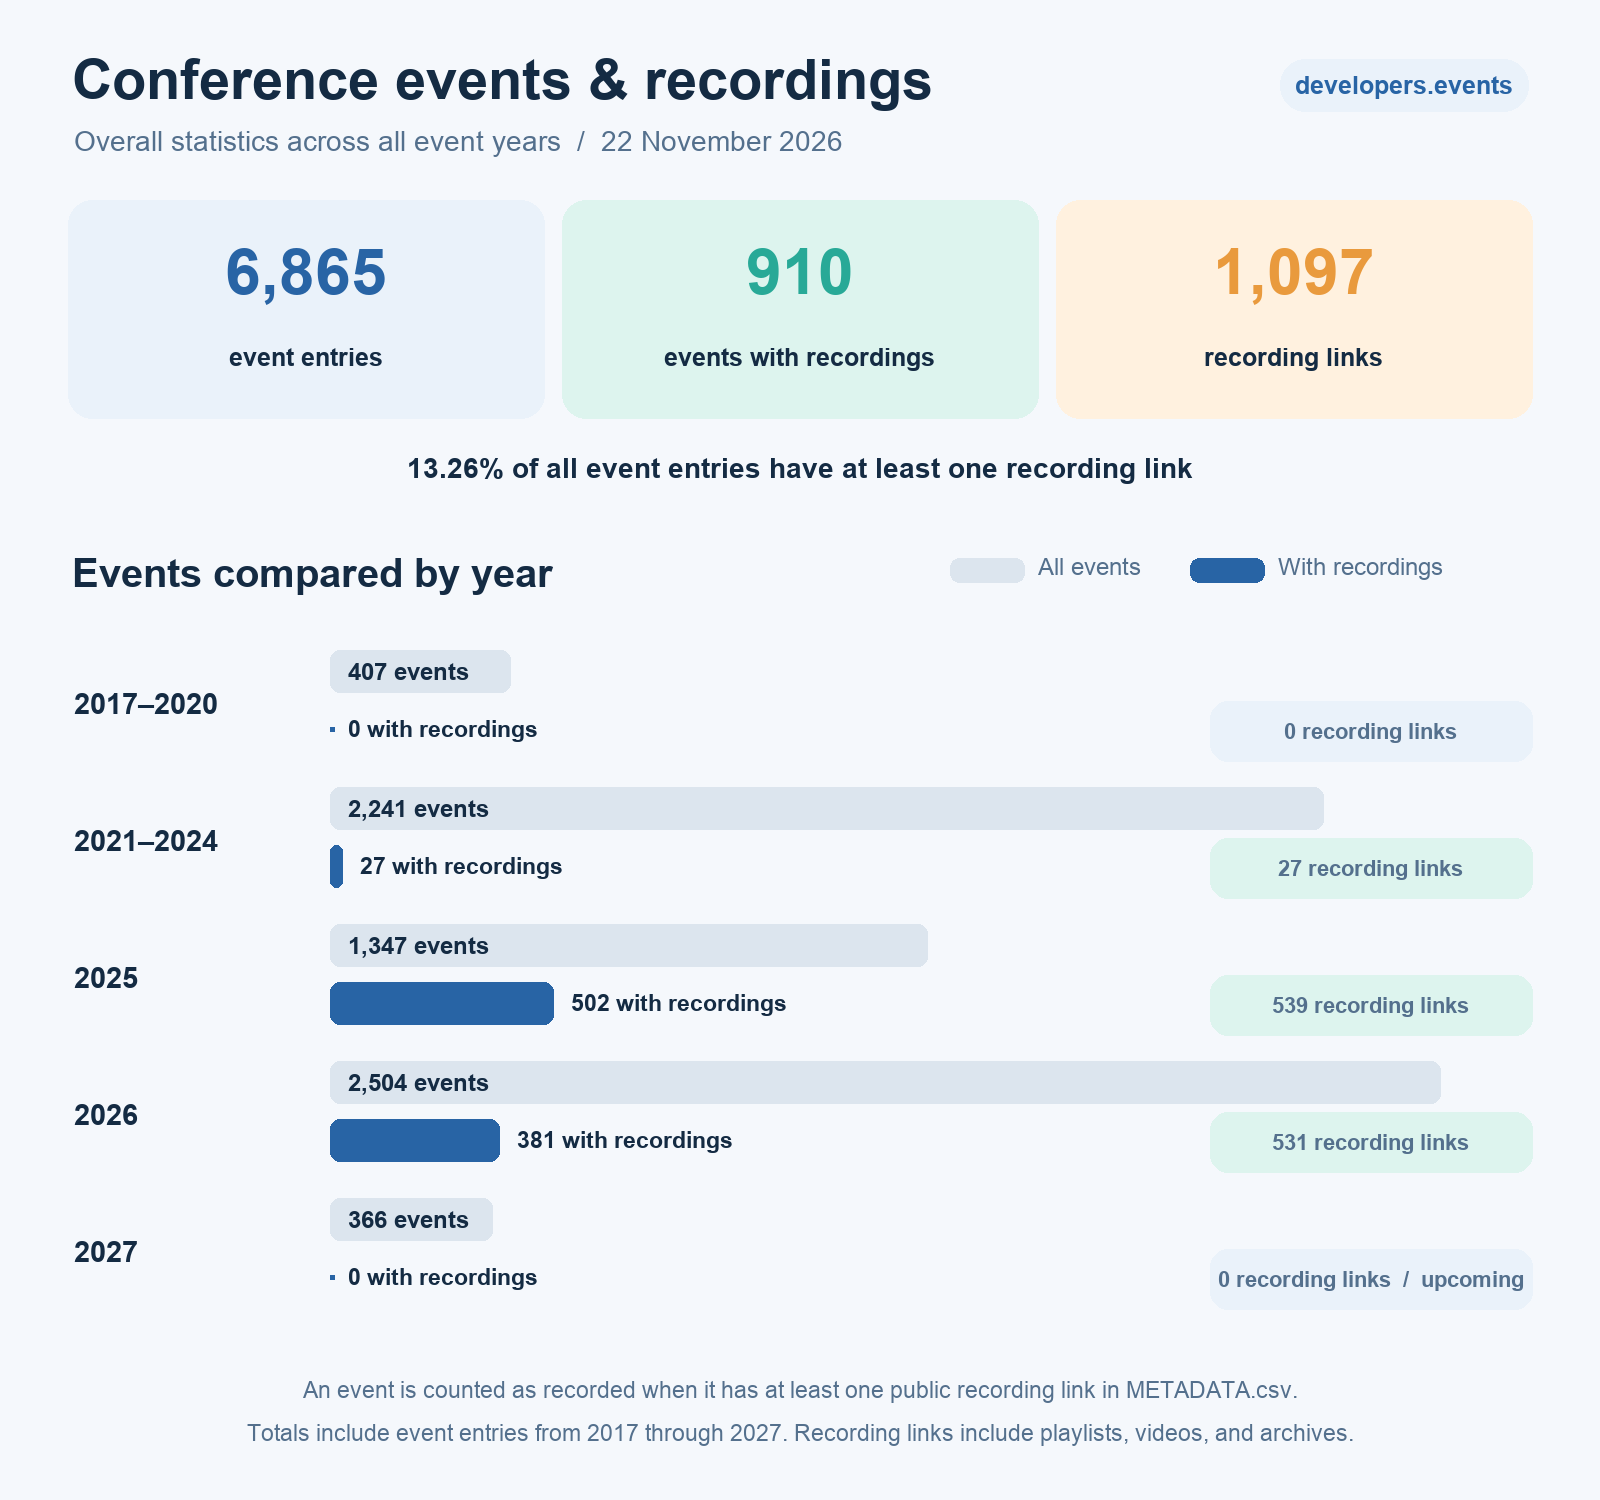 Conference events & recordings
developers.events
Overall statistics across all event years / 22 November 2026
6,865
event entries
910
events with recordings
1,097
recording links
13.26% of all event entries have at least one recording link
Events compared by year
All events
With recordings
2017–2020
407 events
0 with recordings
0 recording links
2021–2024
2,241 events
27 with recordings
27 recording links
2025
1,347 events
502 with recordings
539 recording links
2026
2,504 events
381 with recordings
531 recording links
2027
366 events
0 with recordings
0 recording links / upcoming
An event is counted as recorded when it has at least one public recording link in METADATA.csv.
Totals include event entries from 2017 through 2027. Recording links include playlists, videos, and archives.